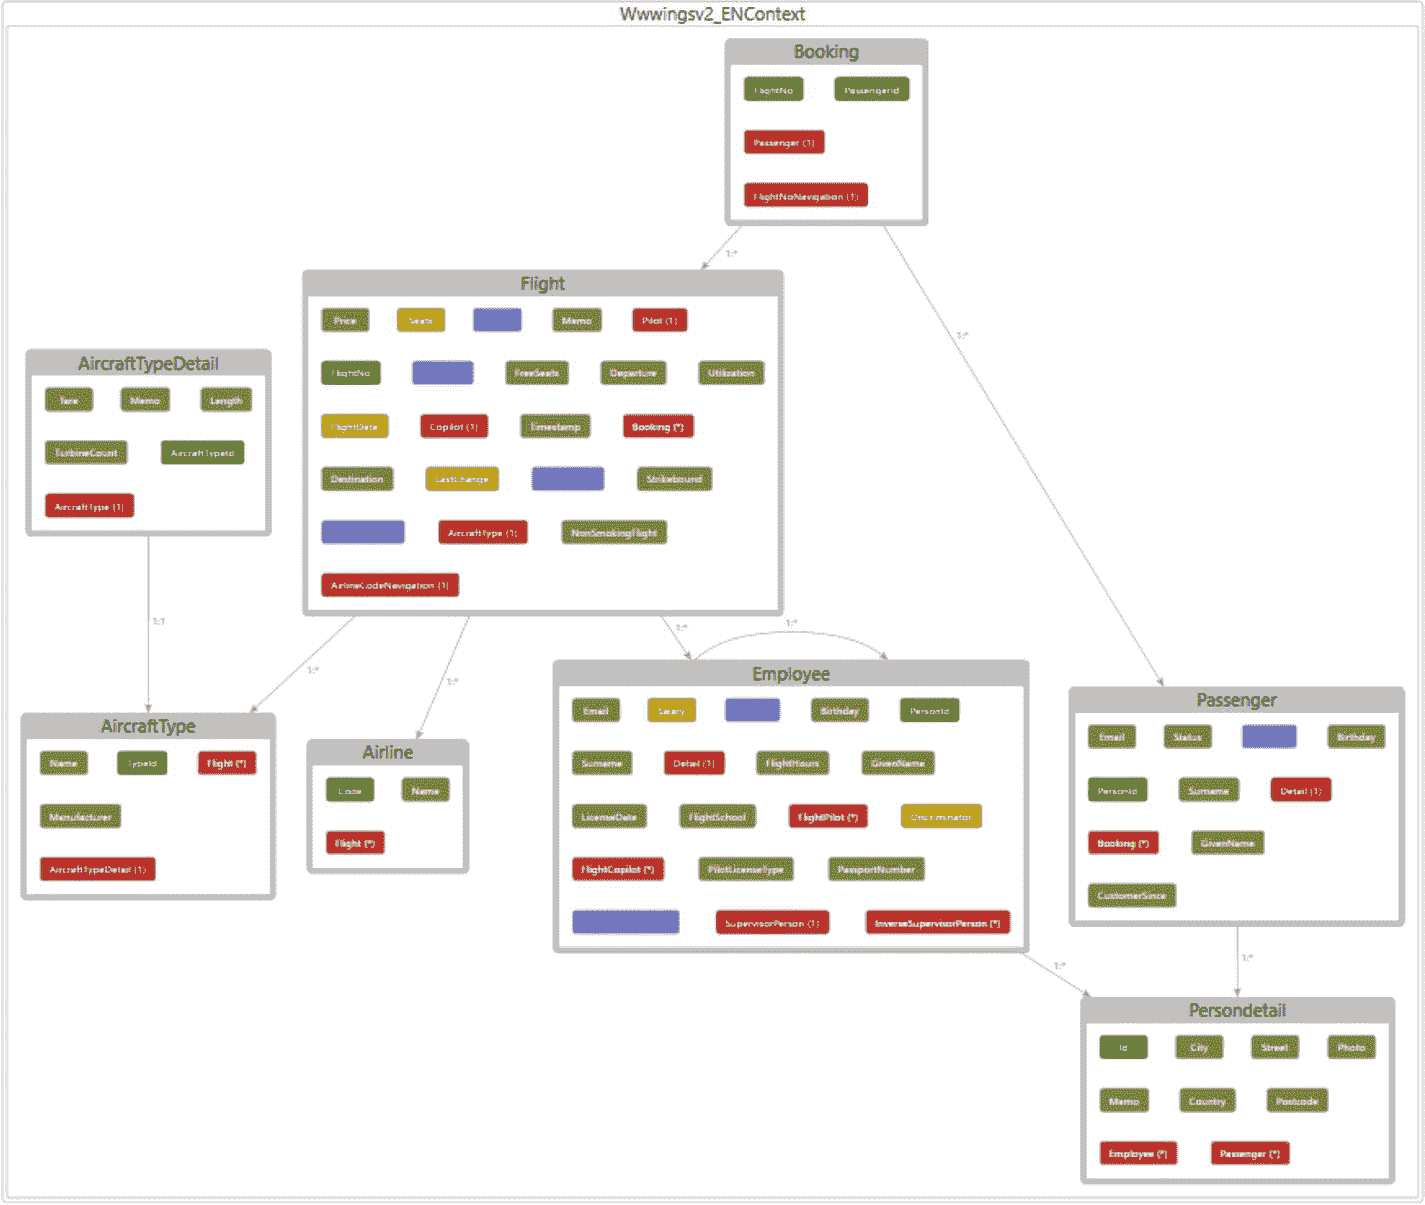 Wwwingsv2_ENContext
Booking
FlightNo PassengerId
Passenger (1)
FlightNoNavigation (1)
1:*
1:*
Flight
Price Seats Memo Pilot (1)
FlightNo FreeSeats Departure Utilization
FlightDate Copilot (1) Timestamp Booking (*)
Destination LastChange Strikebound
AircraftType (1) NonSmokingFlight
AirlineCodeNavigation (1)
AircraftTypeDetail
Tare Memo Length
TurbineCount AircraftTypeId
AircraftType (1)
1:1
1:*
1:*
1:*
1:*
AircraftType
Name TypeId Flight (*)
Manufacturer
AircraftTypeDetail (1)
Airline
Code Name
Flight (*)
Employee
Email Salary Birthday PersonId
Surname Detail (1) FlightHours GivenName
LicenseDate FlightSchool FlightPilot (*) Discriminator
FlightCopilot (*) PilotLicenseType PassportNumber
SupervisorPerson (1) InverseSupervisorPerson (*)
Passenger
Email Status Birthday
PersonId Surname Detail (1)
Booking (*) GivenName
CustomerSince
1:*
1:*
Persondetail
Id City Street Photo
Memo Country Postcode
Employee (*) Passenger (*)